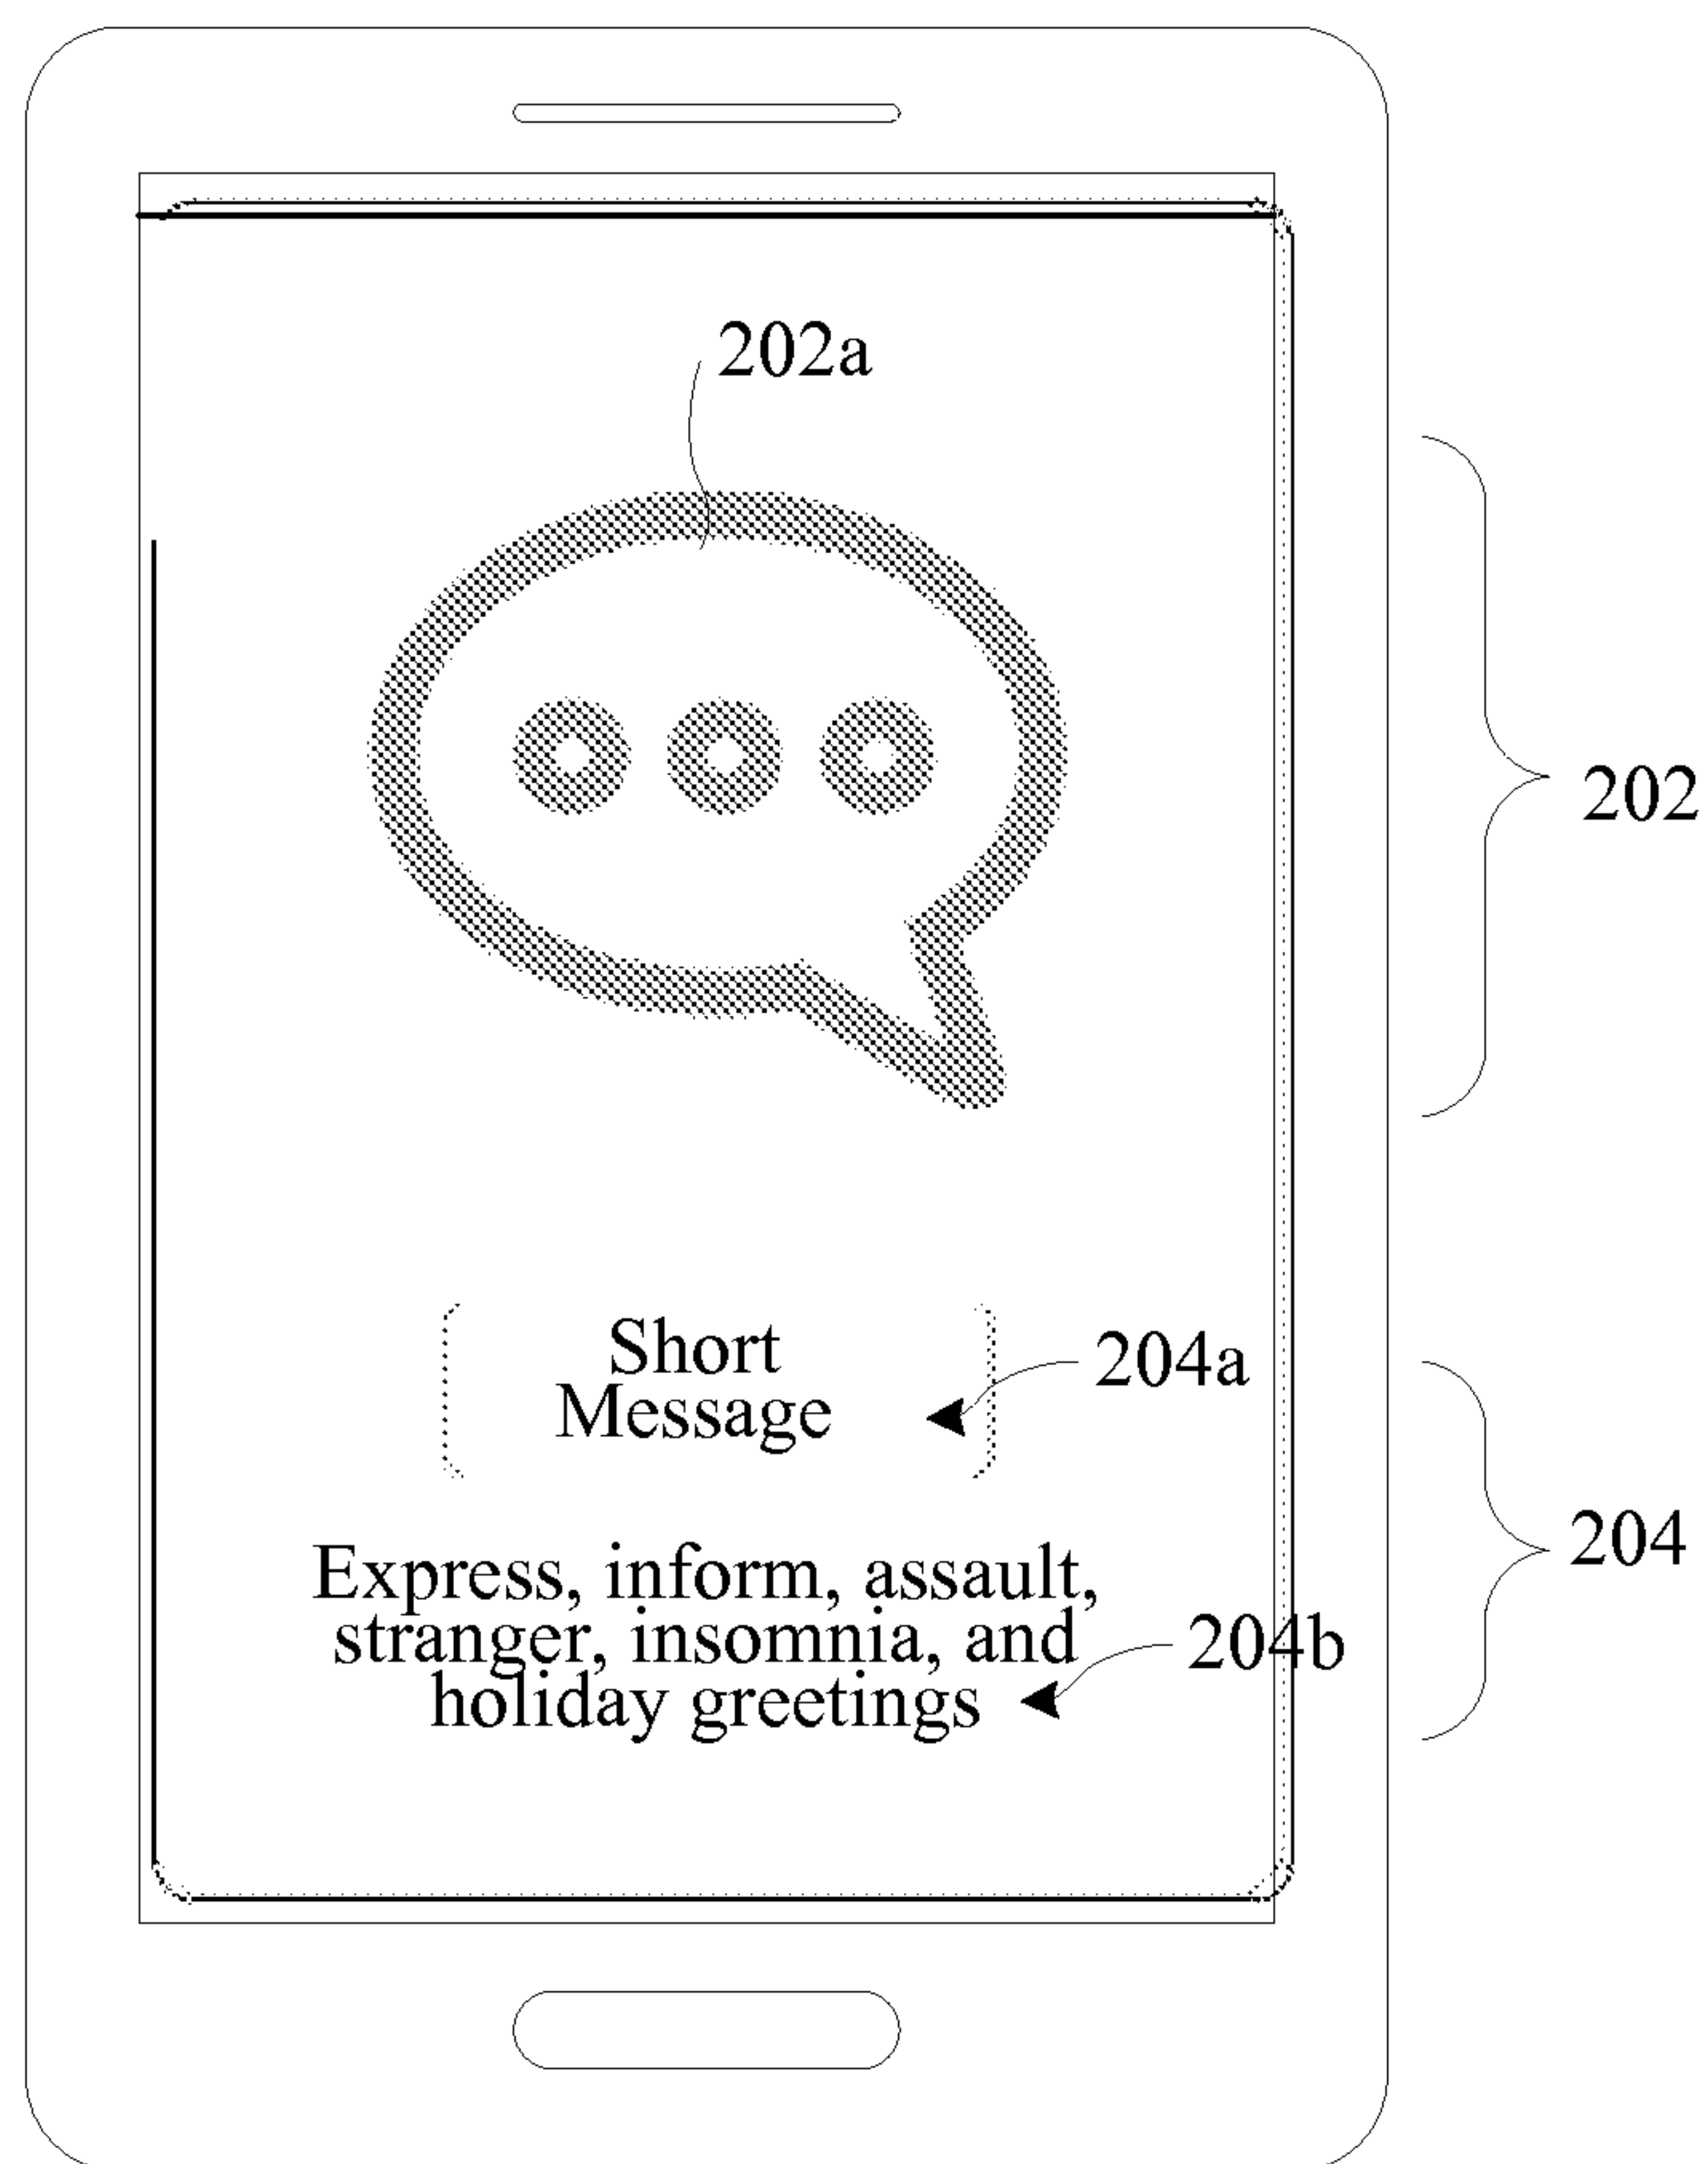 202a
202
Short
Message
204a
204
Express, inform, assault,
stranger, insomnia, and
204b
holiday greetings